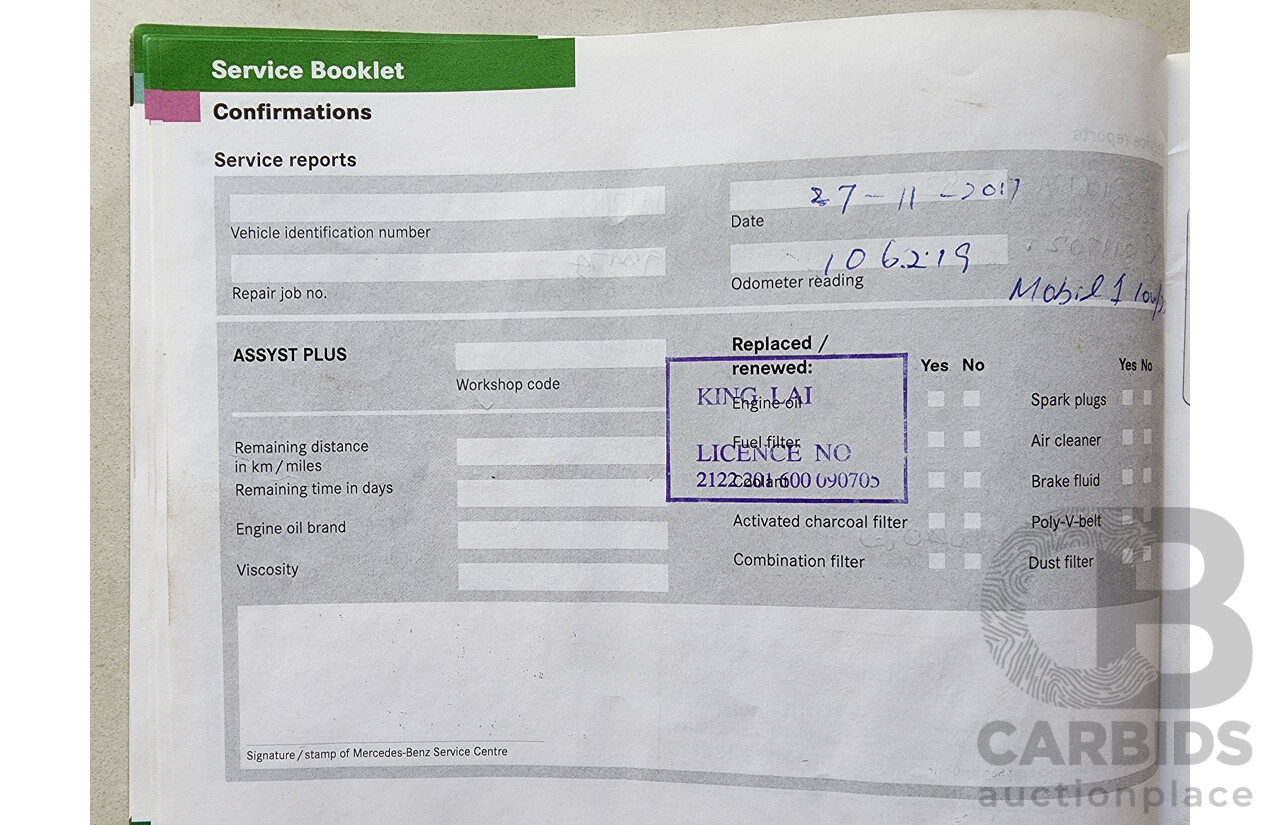 Service Booklet
Confirmations
Service reports
Vehicle identification number
27-11-2017
Date
Repair job no.
106219
Odometer reading
Mobil 1
ASSYST PLUS
Workshop code
Replaced /
renewed:
Yes No
Yes No
KING LAI
LICENCE NO
2122 201 600 090705
Engine oil
Spark plugs
Fuel filter
Air cleaner
Coolant
Brake fluid
Activated charcoal filter
Poly-V-belt
Combination filter
Dust filter
Remaining distance
in km / miles
Remaining time in days
Engine oil brand
Viscosity
Signature / stamp of Mercedes-Benz Service Centre
CB
CARBIDS
auctionplace